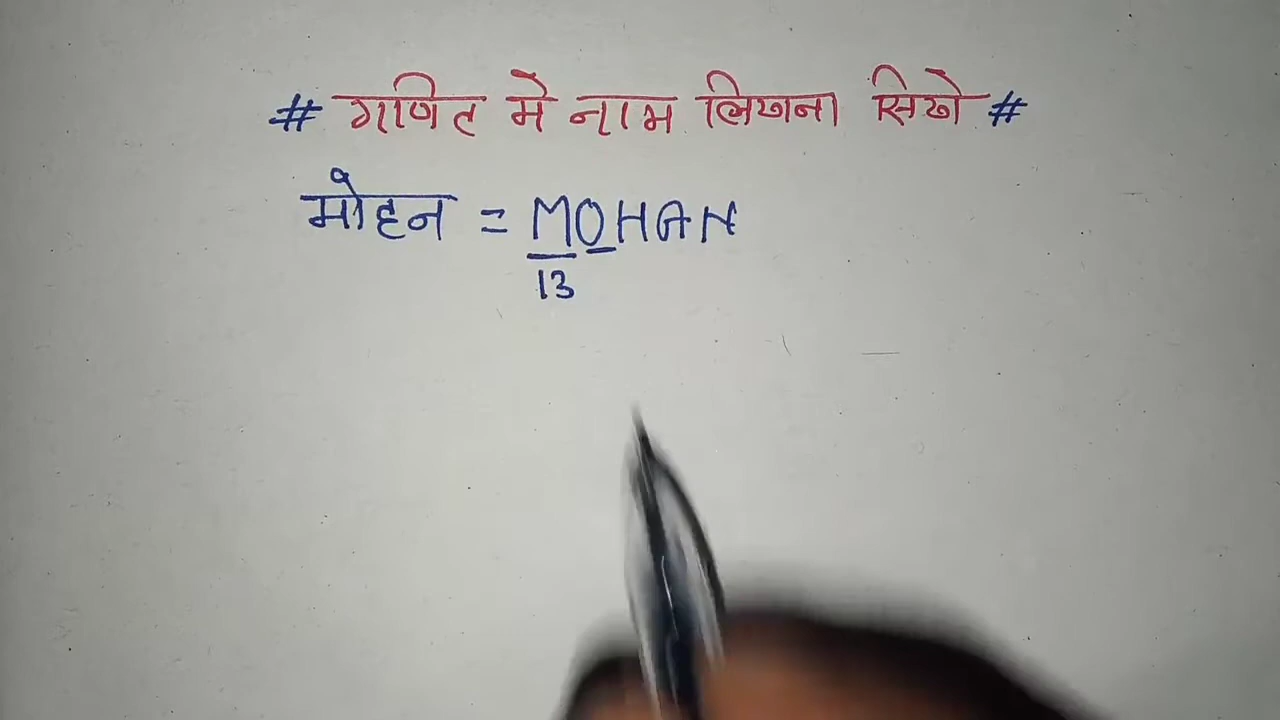 # गणित मे नाम लिखना सिखे #
मोहन = MOHAN
13